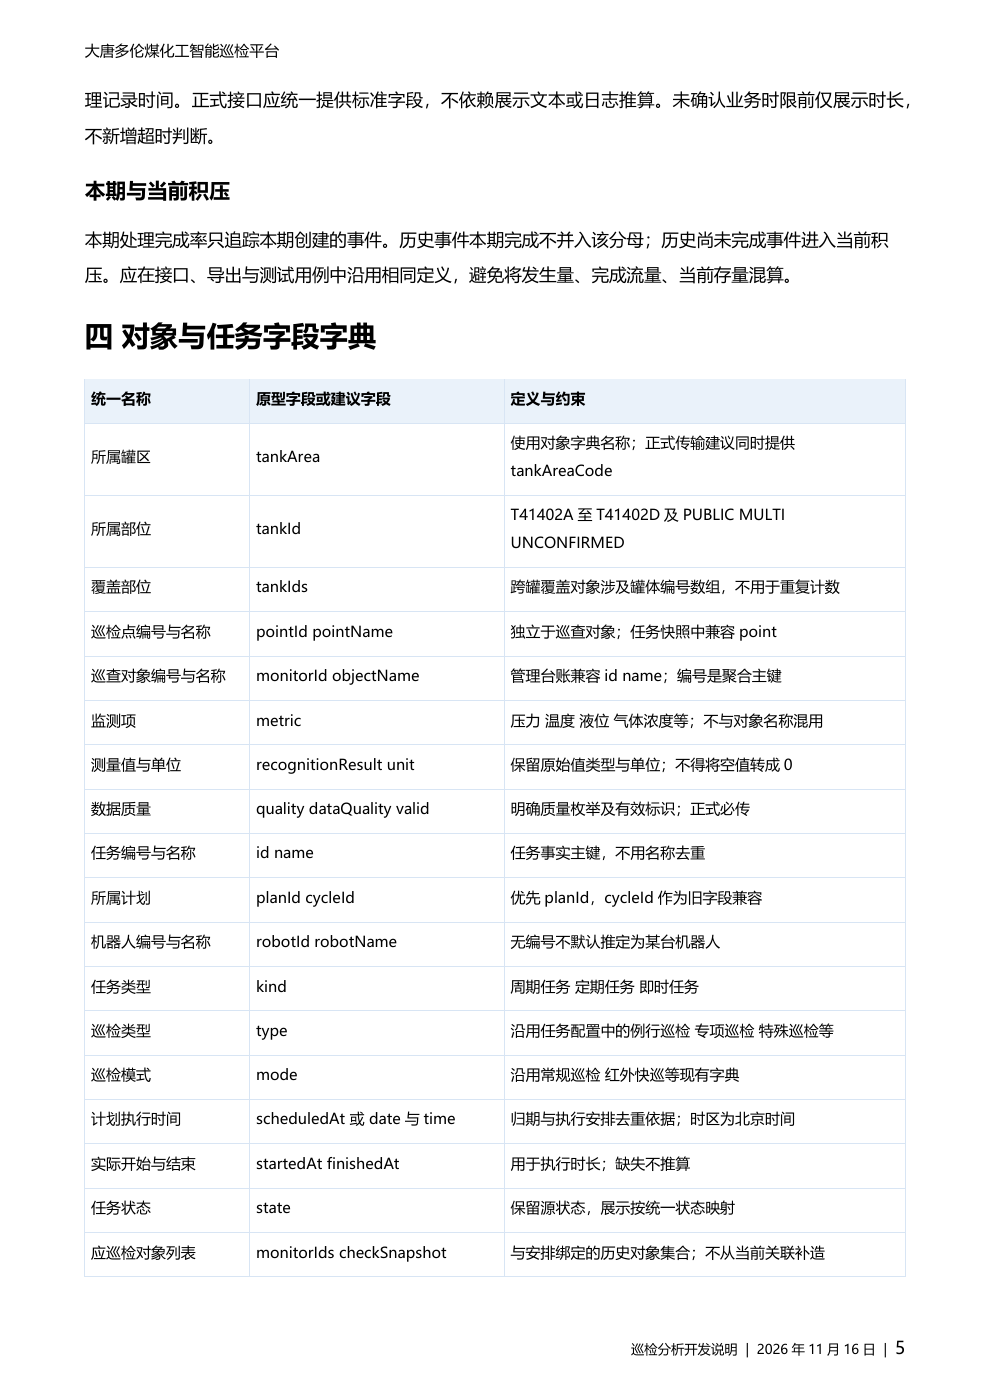 大唐多伦煤化工智能巡检平台
理记录时间。正式接口应统一提供标准字段，不依赖展示文本或日志推算。未确认业务时限前仅展示时长，
不新增超时判断。
本期与当前积压
本期处理完成率只追踪本期创建的事件。历史事件本期完成不并入该分母；历史尚未完成事件进入当前积
压。应在接口、导出与测试用例中沿用相同定义，避免将发生量、完成流量、当前存量混算。
四 对象与任务字段字典
统一名称 原型字段或建议字段 定义与约束
所属罐区 tankArea 使用对象字典名称；正式传输建议同时提供
tankAreaCode
所属部位 tankId T41402A 至 T41402D 及 PUBLIC MULTI
UNCONFIRMED
覆盖部位 tankIds 跨罐覆盖对象涉及罐体编号数组，不用于重复计数
巡检点编号与名称 pointId pointName 独立于巡查对象；任务快照中兼容 point
巡查对象编号与名称 monitorId objectName 管理台账兼容 id name；编号是聚合主键
监测项 metric 压力 温度 液位 气体浓度等；不与对象名称混用
测量值与单位 recognitionResult unit 保留原始值类型与单位；不得将空值转成 0
数据质量 quality dataQuality valid 明确质量枚举及有效标识；正式必传
任务编号与名称 id name 任务事实主键，不用名称去重
所属计划 planId cycleId 优先 planId，cycleId 作为旧字段兼容
机器人编号与名称 robotId robotName 无编号不默认推定为某台机器人
任务类型 kind 周期任务 定期任务 即时任务
巡检类型 type 沿用任务配置中的例行巡检 专项巡检 特殊巡检等
巡检模式 mode 沿用常规巡检 红外快巡等现有字典
计划执行时间 scheduledAt 或 date 与 time 归期与执行安排去重依据；时区为北京时间
实际开始与结束 startedAt finishedAt 用于执行时长；缺失不推算
任务状态 state 保留源状态，展示按统一状态映射
应巡检对象列表 monitorIds checkSnapshot 与安排绑定的历史对象集合；不从当前关联补造
巡检分析开发说明 | 2026 年 11 月 16 日 | 5